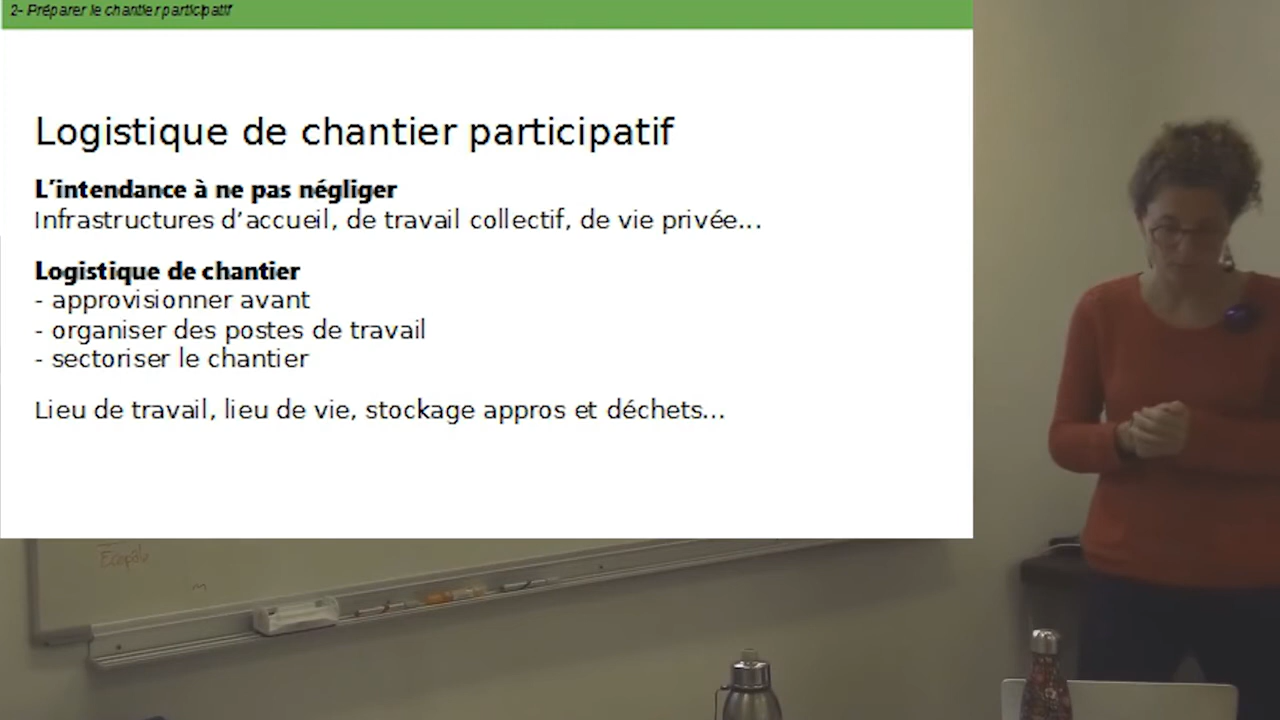 2- Préparer le chantier participatif
Logistique de chantier participatif
L'intendance à ne pas négliger
Infrastructures d'accueil, de travail collectif, de vie privée...
Logistique de chantier
- approvisionner avant
- organiser des postes de travail
- sectoriser le chantier
Lieu de travail, lieu de vie, stockage appros et déchets...
Ecopôle